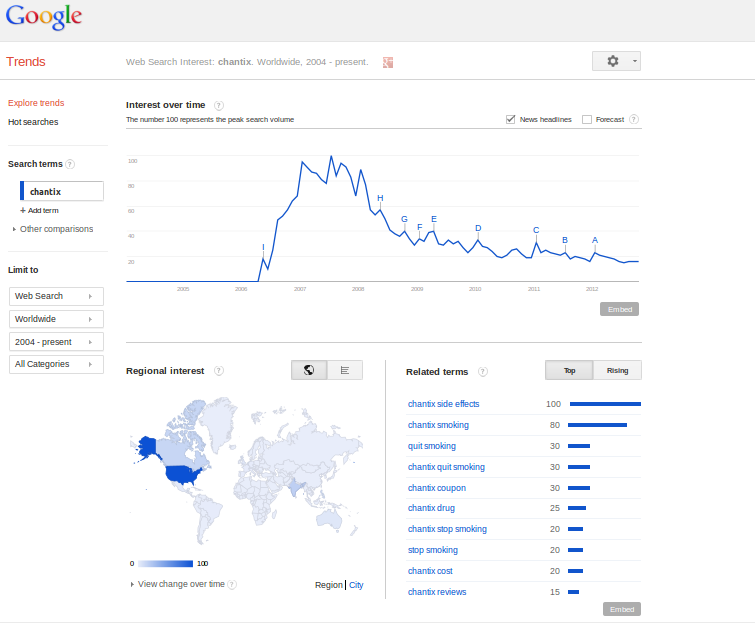 Google
Trends
Web Search Interest: chantix. Worldwide, 2004 - present.
Explore trends
Hot searches
Search terms ?
chantix
+ Add term
Other comparisons
Limit to
Web Search
Worldwide
2004 - present
All Categories
Interest over time ?
The number 100 represents the peak search volume
News headlines Forecast ?
100
80
60
40
20
I H G F E D C B A
2005 2006 2007 2008 2009 2010 2011 2012
Embed
Regional interest ?
0 100
View change over time ?
Region | City
Related terms ?
Top Rising
chantix side effects 100
chantix smoking 80
quit smoking 30
chantix quit smoking 30
chantix coupon 30
chantix drug 25
chantix stop smoking 20
stop smoking 20
chantix cost 20
chantix reviews 15
Embed